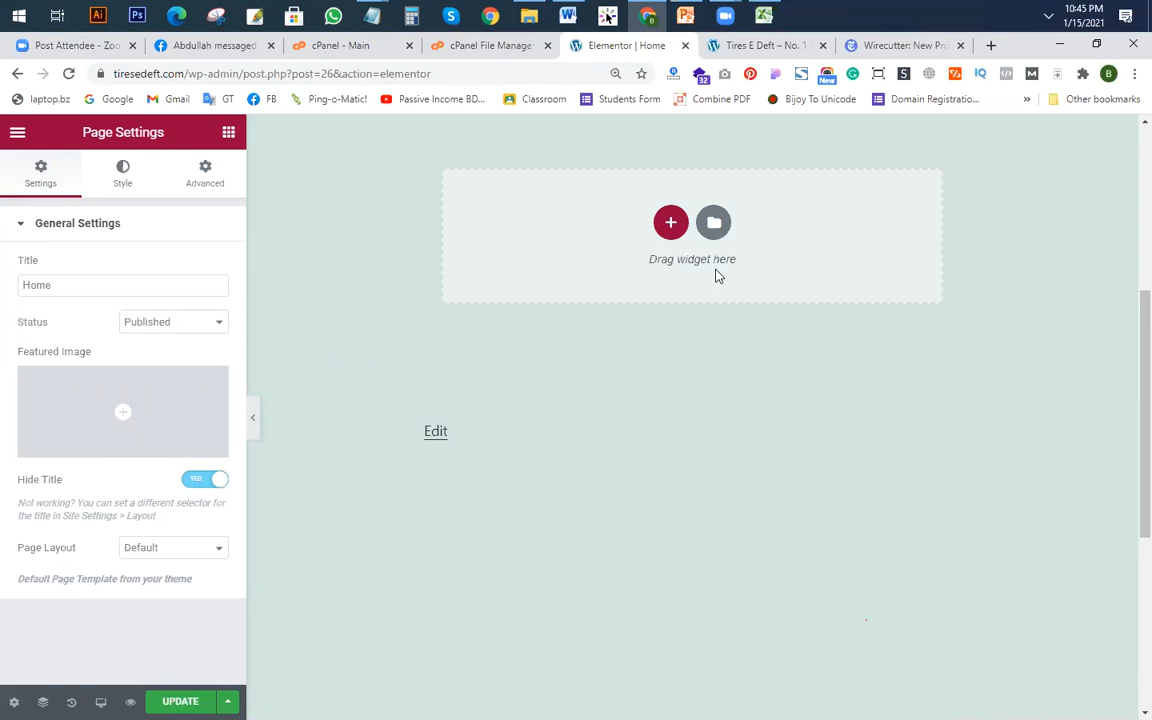 10:45 PM
1/15/2021
Post Attendee - Zoo
Abdullah messaged
cPanel - Main
cPanel File Manage
Elementor | Home
Tires E Deft – No. 1
Wirecutter: New Pro
tiresedeft.com/wp-admin/post.php?post=26&action=elementor
laptop.bz
Google
Gmail
GT
FB
Ping-o-Matic!
Passive Income BD...
Classroom
Students Form
Combine PDF
Bijoy To Unicode
Domain Registratio...
Other bookmarks
Page Settings
Settings
Style
Advanced
General Settings
Title
Home
Status
Published
Featured Image
Hide Title
YES
Not working? You can set a different selector for
the title in Site Settings > Layout
Page Layout
Default
Default Page Template from your theme
UPDATE
Drag widget here
Edit